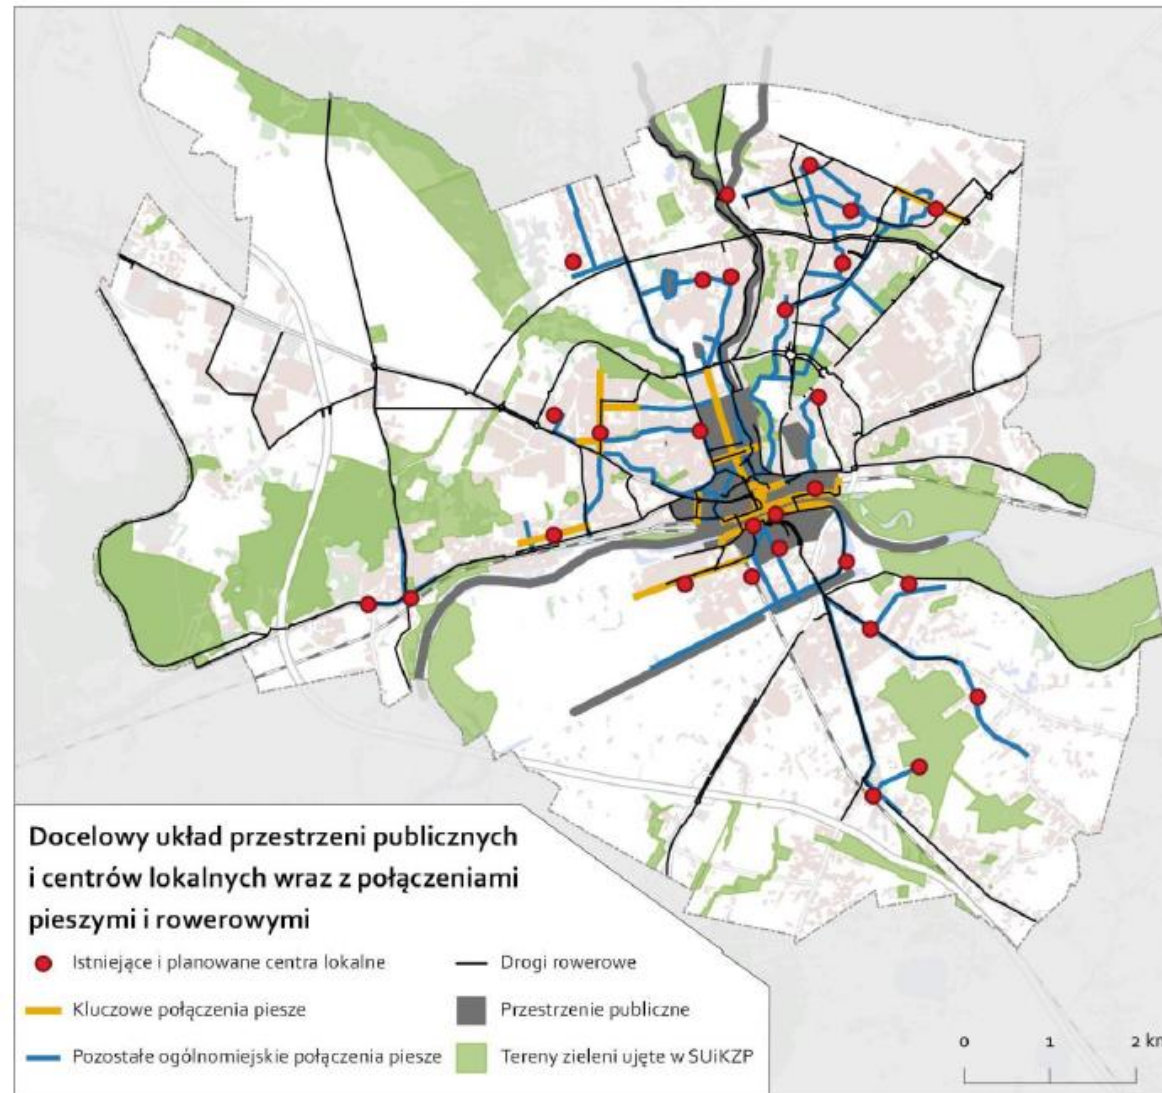 Docelowy układ przestrzeni publicznych
i centrów lokalnych wraz z połączeniami
pieszymi i rowerowymi
Istniejące i planowane centra lokalne
Drogi rowerowe
Kluczowe połączenia piesze
Przestrzenie publiczne
Pozostałe ogólnomiejskie połączenia piesze
Tereny zieleni ujęte w SUiKZP
0 1 2 km